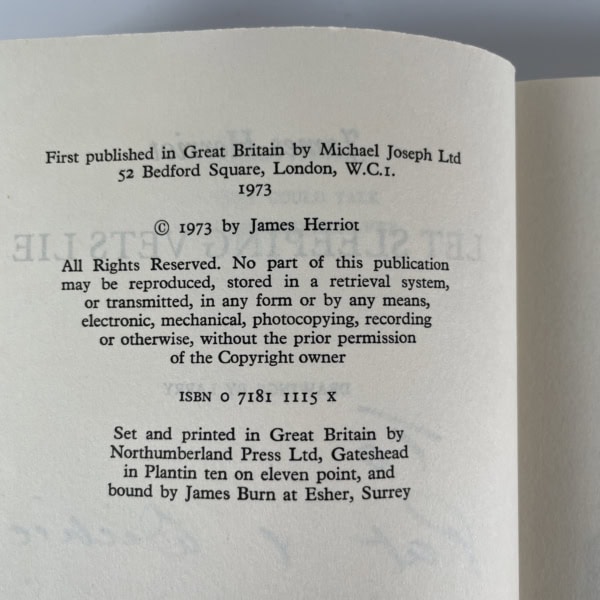 First published in Great Britain by Michael Joseph Ltd
52 Bedford Square, London, W.C.1.
1973
© 1973 by James Herriot
All Rights Reserved. No part of this publication
may be reproduced, stored in a retrieval system,
or transmitted, in any form or by any means,
electronic, mechanical, photocopying, recording
or otherwise, without the prior permission
of the Copyright owner
ISBN 0 7181 1115 X
Set and printed in Great Britain by
Northumberland Press Ltd, Gateshead
in Plantin ten on eleven point, and
bound by James Burn at Esher, Surrey
LET SLEEPING VETS LIE